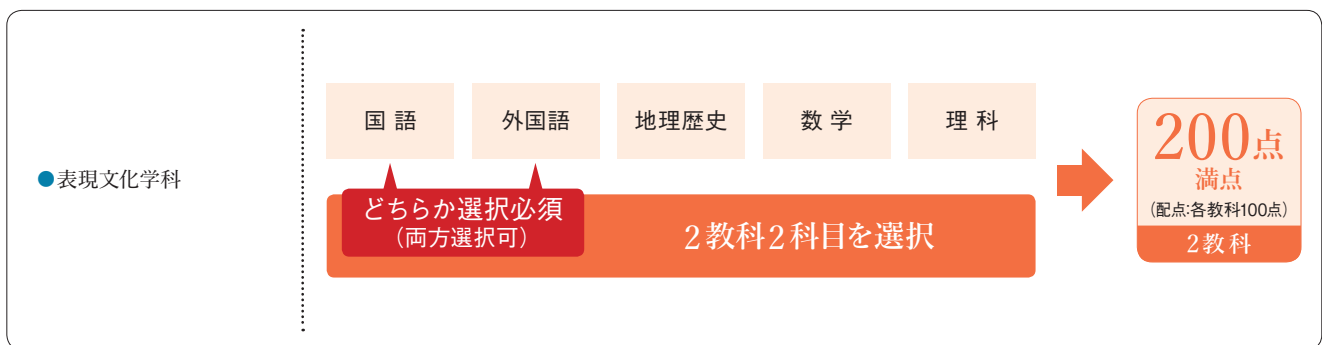 ●表現文化学科
国語
外国語
地理歴史
数学
理科
どちらか選択必須
(両方選択可)
2教科2科目を選択
200点
満点
(配点:各教科100点)
2教科